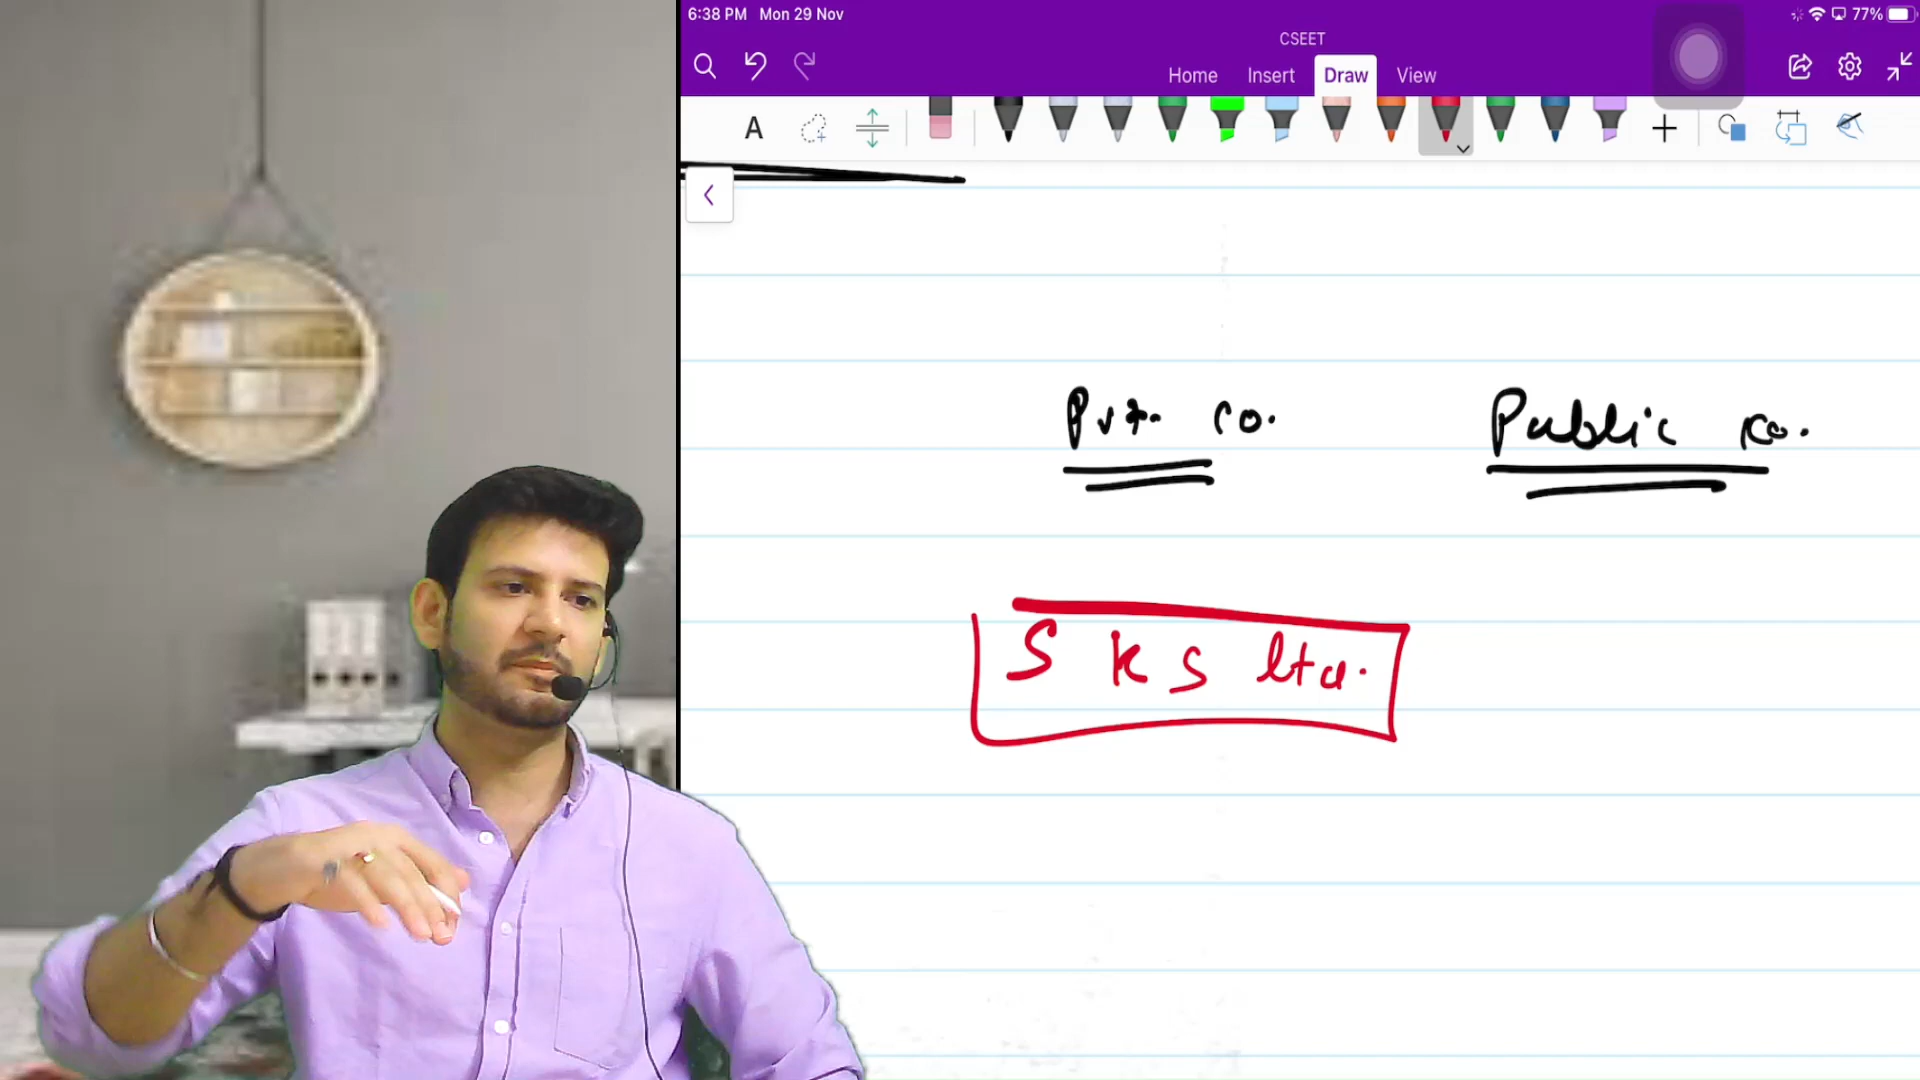 6:38 PM Mon 29 Nov 77%
CSEET
Home Insert Draw View
A
Pvt. co. Public co.
S K S Ltd.